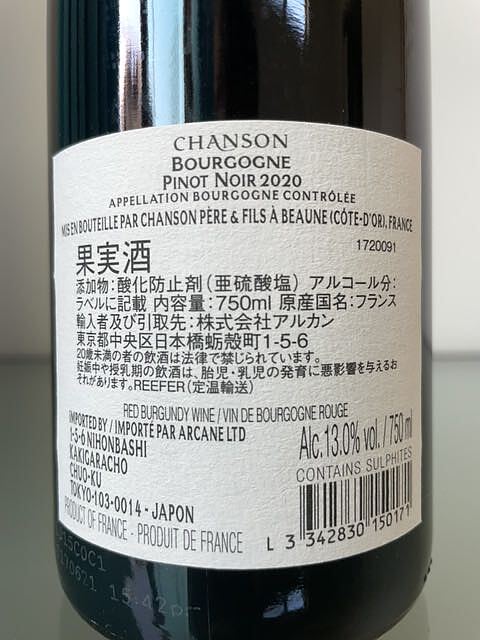 CHANSON
BOURGOGNE
PINOT NOIR 2020
APPELLATION BOURGOGNE CONTRÔLÉE
MIS EN BOUTEILLE PAR CHANSON PÈRE & FILS À BEAUNE (CÔTE-D'OR), FRANCE
1720091
果実酒
添加物:酸化防止剤(亜硫酸塩) アルコール分:
ラベルに記載 内容量:750ml 原産国名:フランス
輸入者及び引取先:株式会社アルカン
東京都中央区日本橋蛎殻町1-5-6
20歳未満の者の飲酒は法律で禁じられています。
妊娠中や授乳期の飲酒は、胎児・乳児の発育に悪影響を与えるお
それがあります。REEFER(定温輸送)
RED BURGUNDY WINE / VIN DE BOURGOGNE ROUGE
IMPORTED BY / IMPORTÉ PAR ARCANE LTD
1-5-6 NIHONBASHI
KAKIGARACHO
CHUO-KU
TOKYO-103-0014 - JAPON
PRODUCT OF FRANCE - PRODUIT DE FRANCE
Alc.13.0% vol. / 750 ml
CONTAINS SULPHITES
L 3 342830 150171
15:42